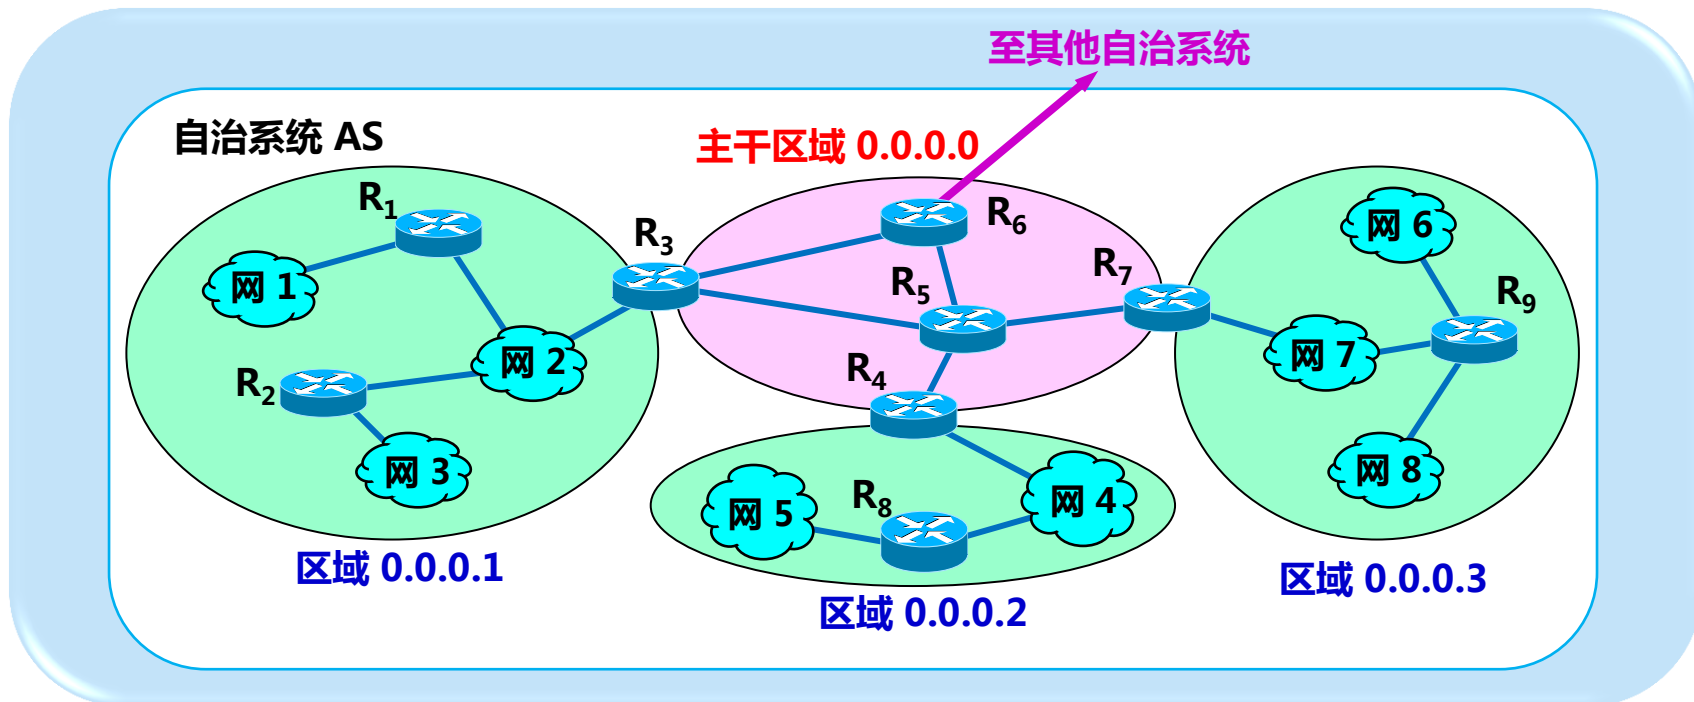 至其他自治系统
自治系统 AS
主干区域 0.0.0.0
R1
网 1
R2
网 2
网 3
区域 0.0.0.1
R3
R6
R5
R7
R4
网 5
R8
网 4
区域 0.0.0.2
网 6
R9
网 7
网 8
区域 0.0.0.3